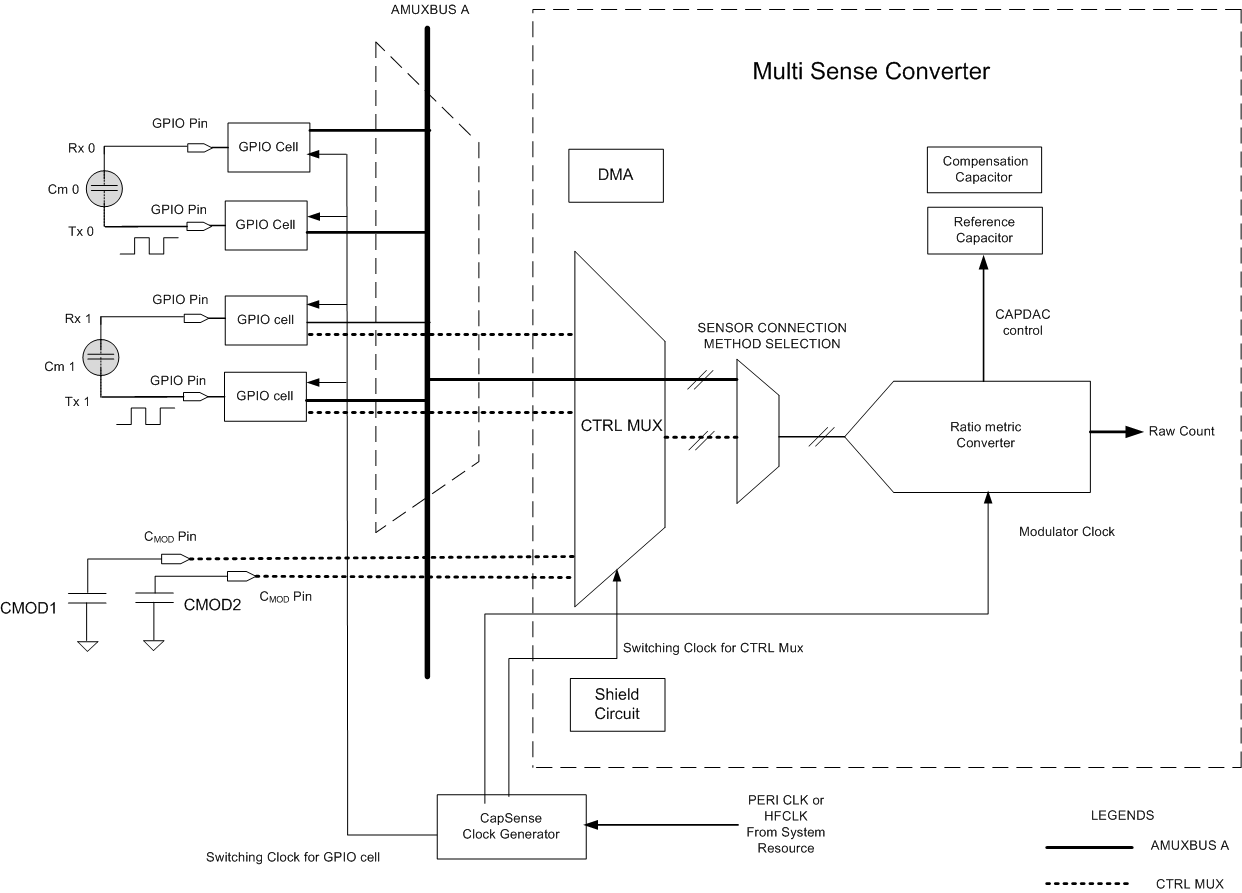 AMUXBUS A
Multi Sense Converter
GPIO Pin
Rx 0
GPIO Cell
Cm 0
GPIO Pin
Tx 0
GPIO Cell
DMA
Compensation
Capacitor
Reference
Capacitor
GPIO Pin
Rx 1
GPIO cell
Cm 1
GPIO Pin
Tx 1
GPIO cell
SENSOR CONNECTION
METHOD SELECTION
CAPDAC
control
CTRL MUX
Ratio metric
Converter
Raw Count
CMOD Pin
CMOD1
CMOD2
CMOD Pin
Modulator Clock
Switching Clock for CTRL Mux
Shield
Circuit
CapSense
Clock Generator
PERI CLK or
HFCLK
From System
Resource
Switching Clock for GPIO cell
LEGENDS
AMUXBUS A
CTRL MUX